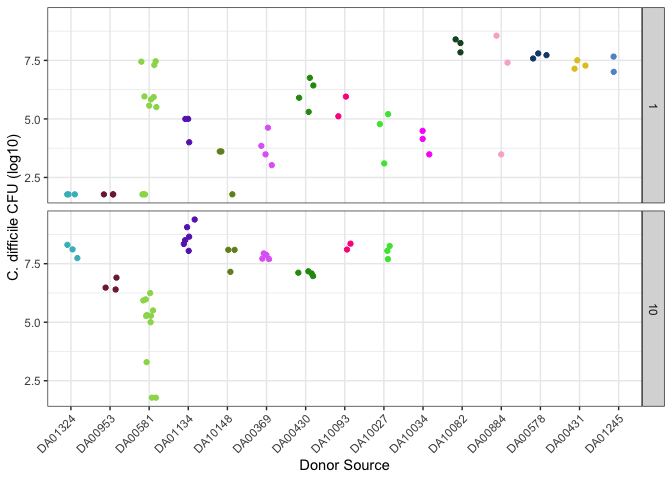 C. difficile CFU (log10)
7.5
5.0
2.5
1
7.5
5.0
2.5
10
DA01324
DA00953
DA00581
DA01134
DA10148
DA00369
DA00430
DA10093
DA10027
DA10034
DA10082
DA00884
DA00578
DA00431
DA01245
Donor Source